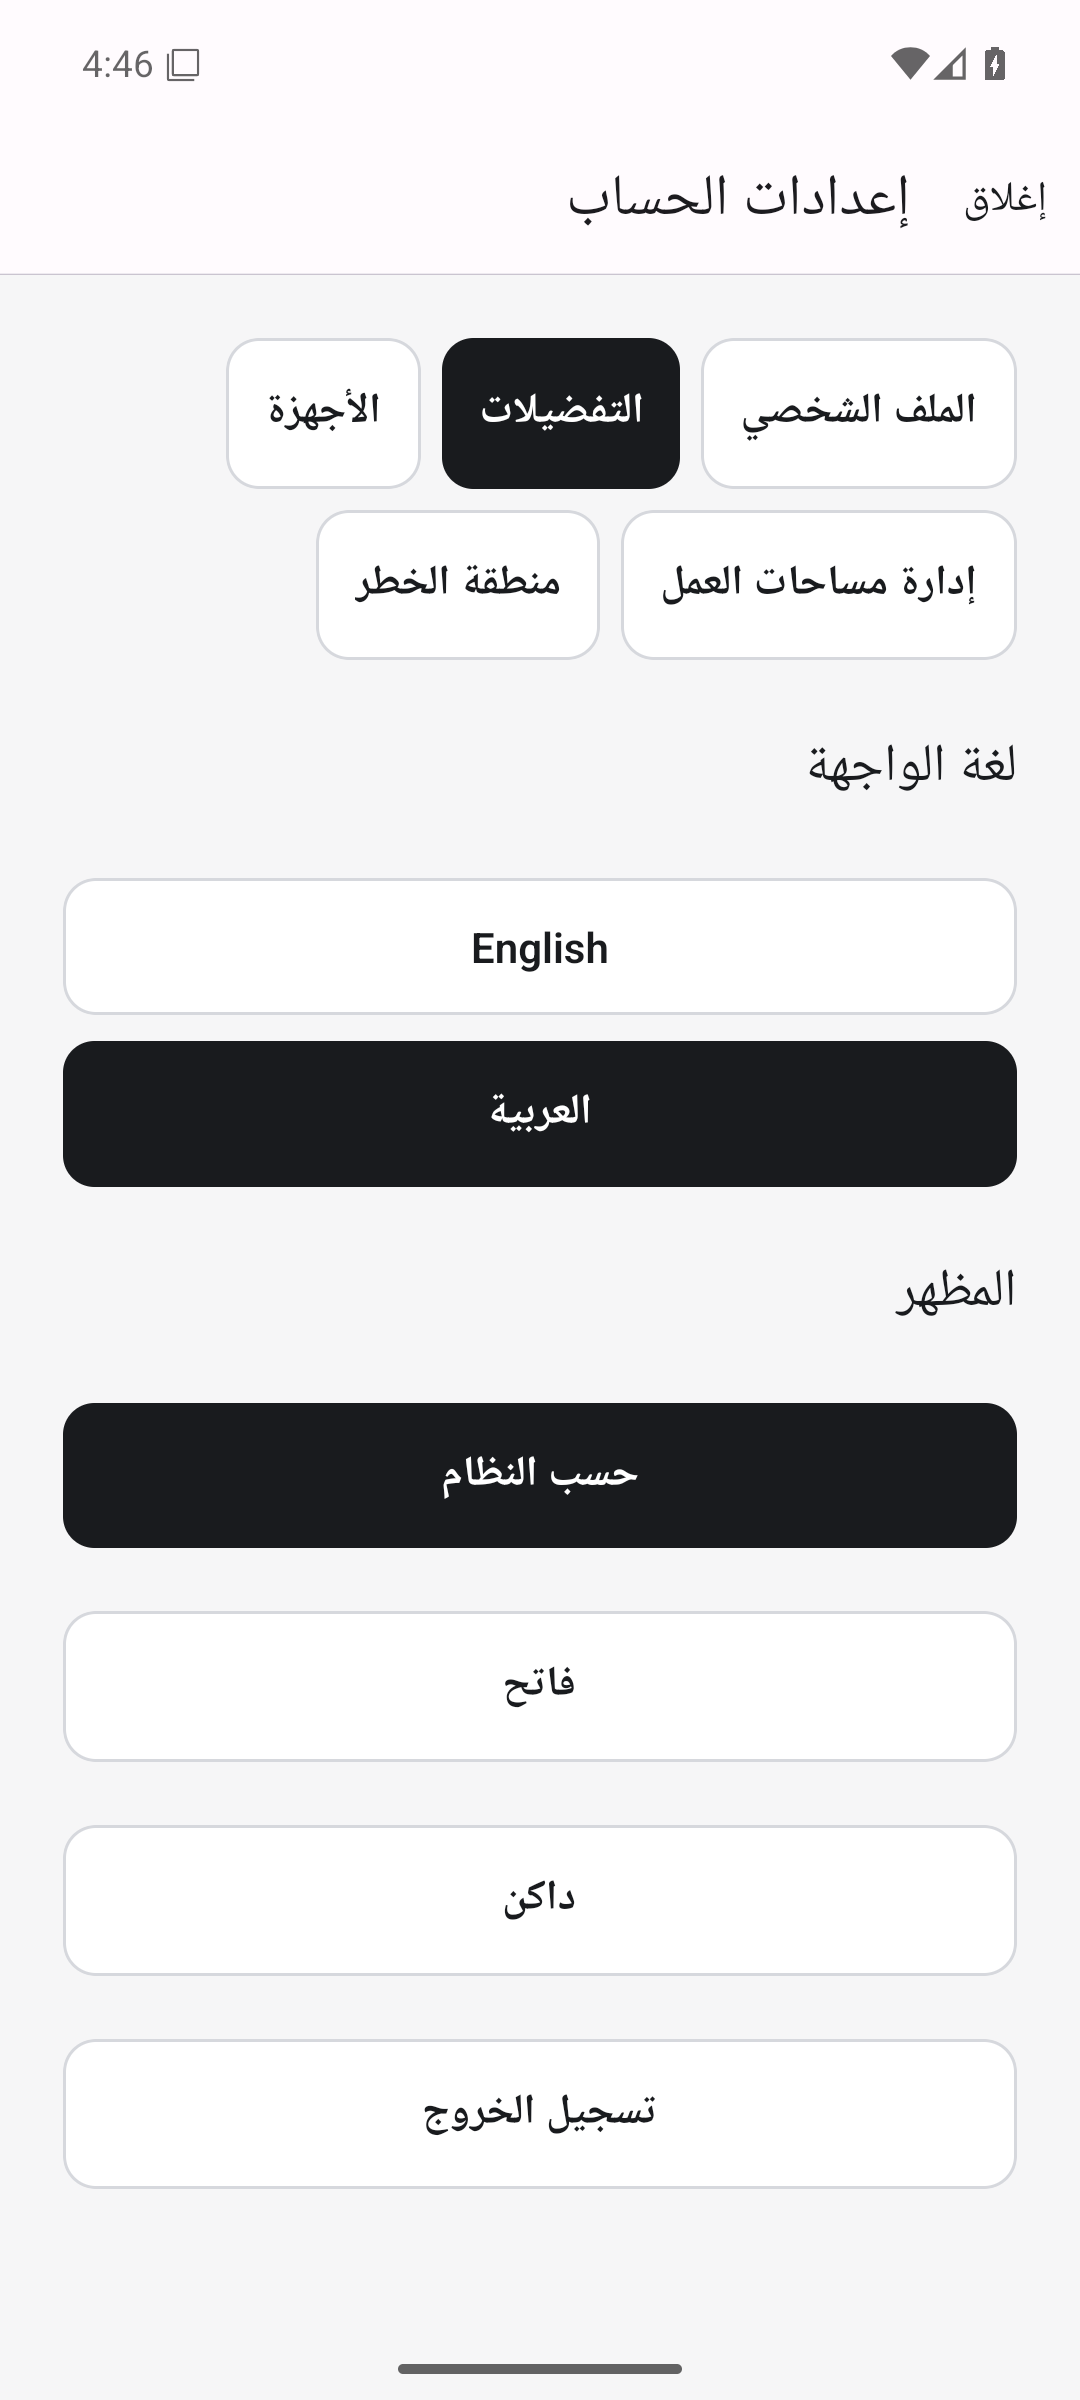 4:46
إغلاق إعدادات الحساب
الملف الشخصي التفضيلات الأجهزة
إدارة مساحات العمل منطقة الخطر
لغة الواجهة
English
العربية
المظهر
حسب النظام
فاتح
داكن
تسجيل الخروج